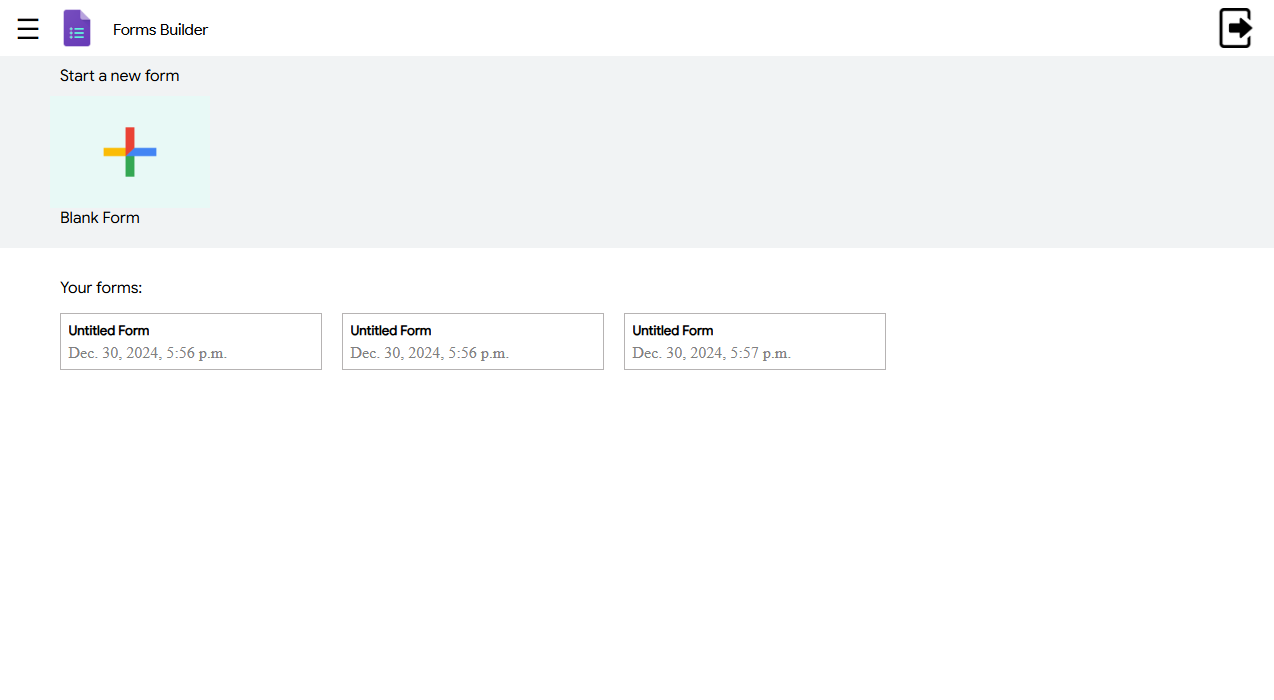 Forms Builder
Start a new form
Blank Form
Your forms:
Untitled Form
Dec. 30, 2024, 5:56 p.m.
Untitled Form
Dec. 30, 2024, 5:56 p.m.
Untitled Form
Dec. 30, 2024, 5:57 p.m.